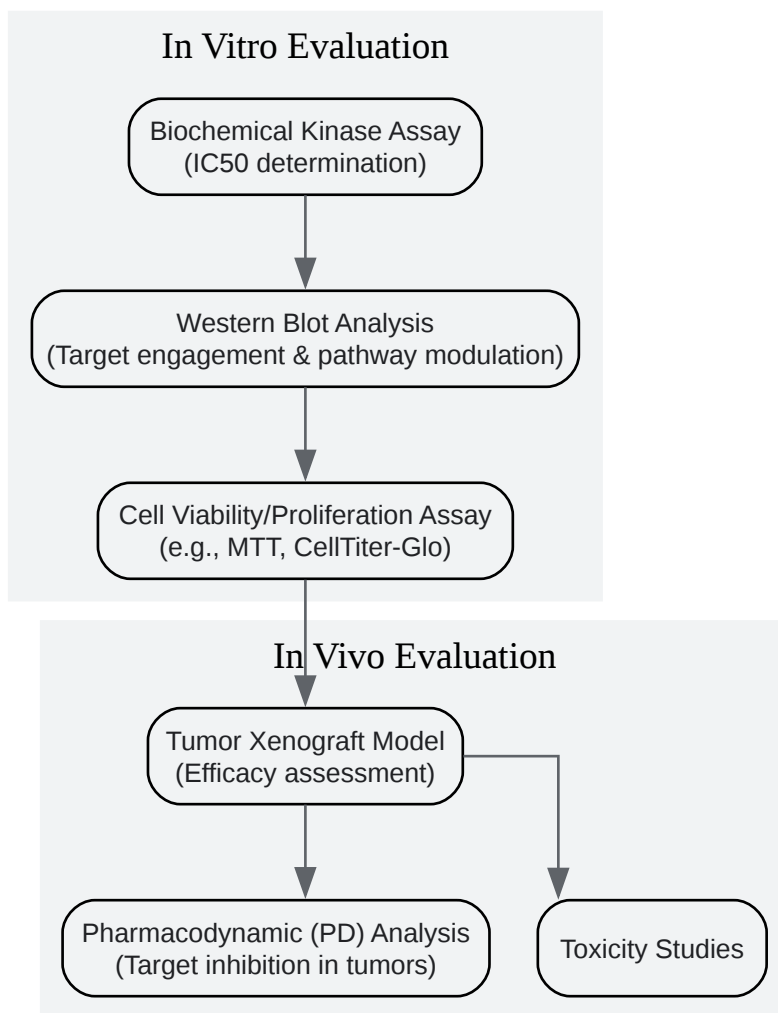 In Vitro Evaluation
Biochemical Kinase Assay
(IC50 determination)
Western Blot Analysis
(Target engagement & pathway modulation)
Cell Viability/Proliferation Assay
(e.g., MTT, CellTiter-Glo)
In Vivo Evaluation
Tumor Xenograft Model
(Efficacy assessment)
Pharmacodynamic (PD) Analysis
(Target inhibition in tumors)
Toxicity Studies